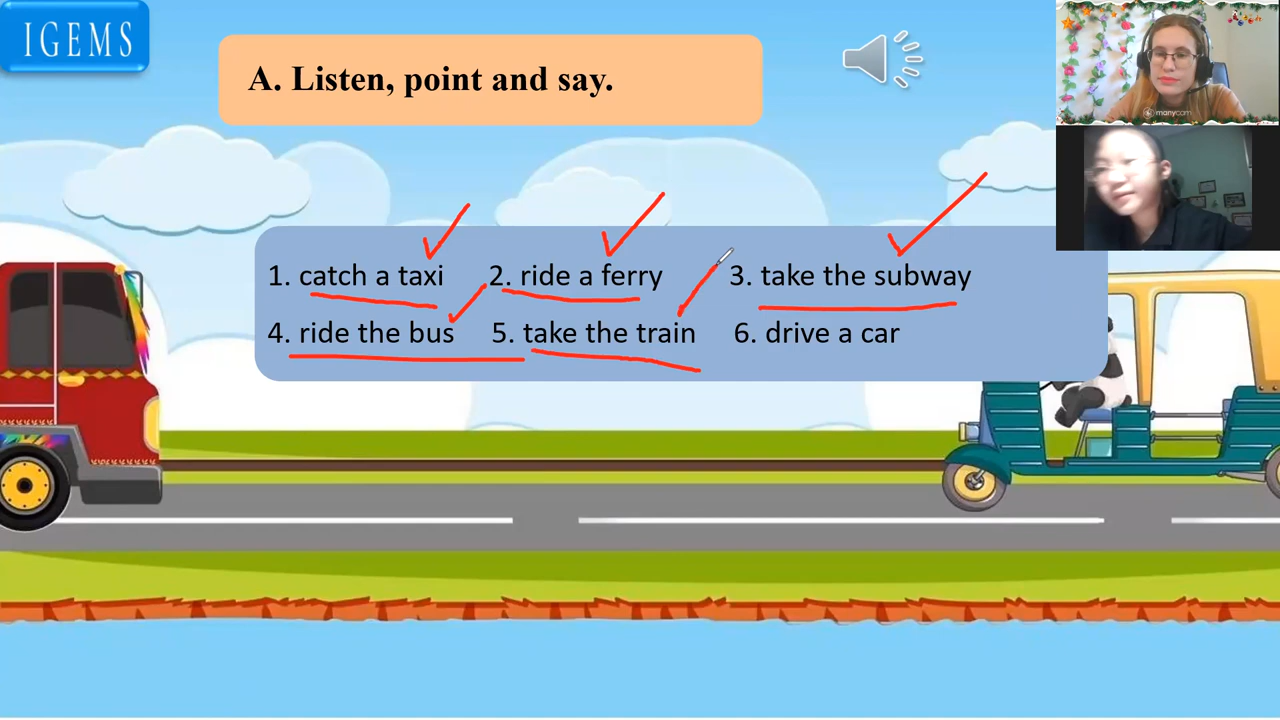 IGEMS
A. Listen, point and say.
manycam
1. catch a taxi 2. ride a ferry 3. take the subway
4. ride the bus 5. take the train 6. drive a car